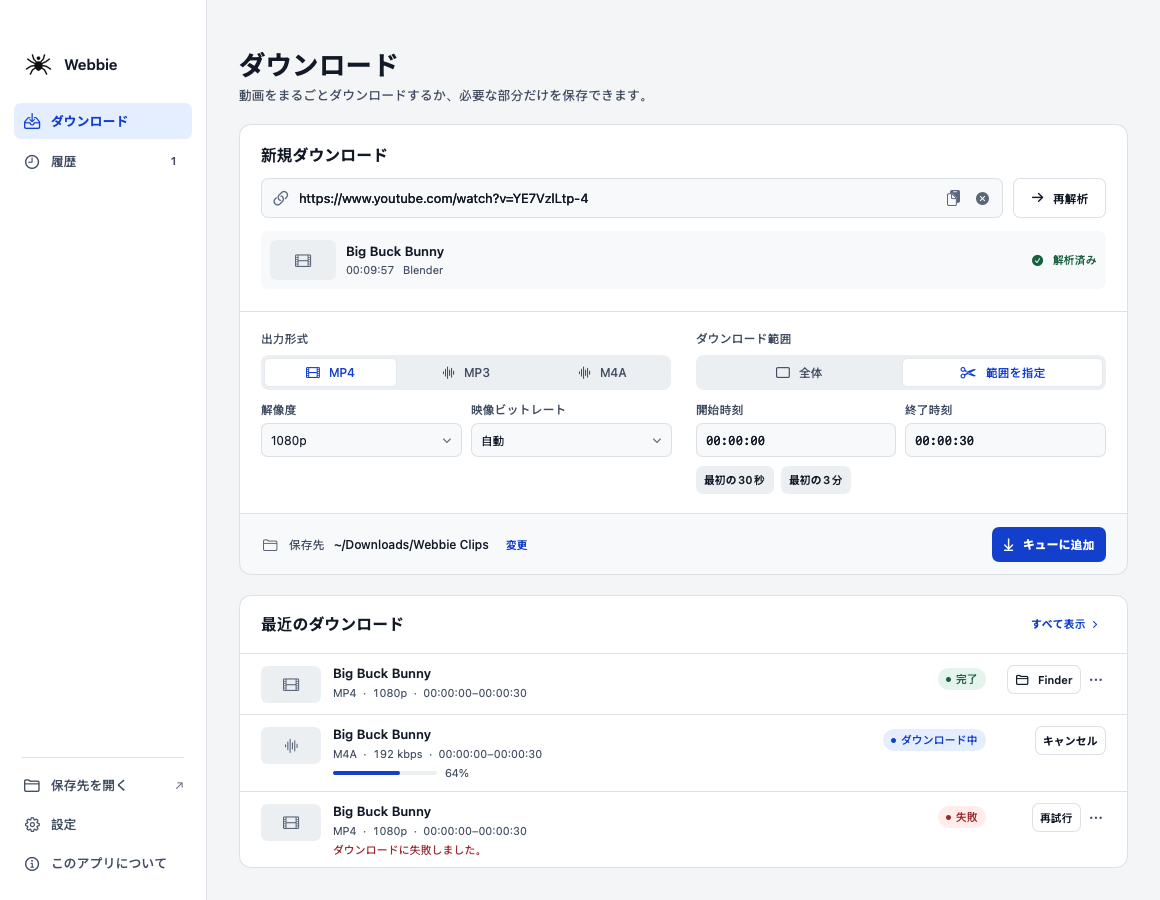 Webbie
ダウンロード
履歴 1
保存先を開く
設定
このアプリについて
ダウンロード
動画をまるごとダウンロードするか、必要な部分だけを保存できます。
新規ダウンロード
https://www.youtube.com/watch?v=YE7VzlLtp-4
再解析
Big Buck Bunny
00:09:57 Blender
解析済み
出力形式
MP4 MP3 M4A
解像度 映像ビットレート
1080p 自動
ダウンロード範囲
全体 範囲を指定
開始時刻 終了時刻
00:00:00 00:00:30
最初の30秒 最初の3分
保存先 ~/Downloads/Webbie Clips 変更
キューに追加
最近のダウンロード
すべて表示
Big Buck Bunny
MP4 · 1080p · 00:00:00–00:00:30
完了
Finder
Big Buck Bunny
M4A · 192 kbps · 00:00:00–00:00:30
64%
ダウンロード中
キャンセル
Big Buck Bunny
MP4 · 1080p · 00:00:00–00:00:30
ダウンロードに失敗しました。
失敗
再試行